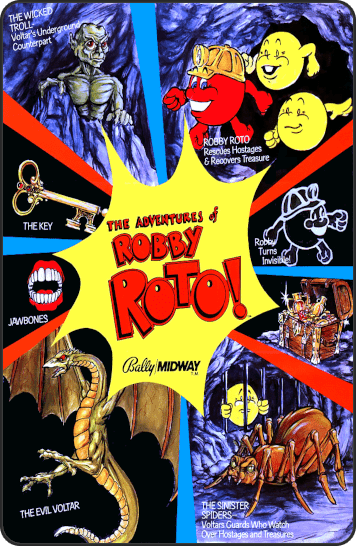 THE WICKED
TROLL-
Voltar's Underground
Counterpart
ROBBY ROTO
Rescues Hostages
& Recovers Treasure
THE KEY
THE ADVENTURES of
ROBBY
ROTO!
Robby
Turns
Invisible!
JAWBONES
Bally MIDWAY
TM
THE EVIL VOLTAR
THE SINISTER
SPIDERS
Voltars Guards Who Watch
Over Hostages and Treasures